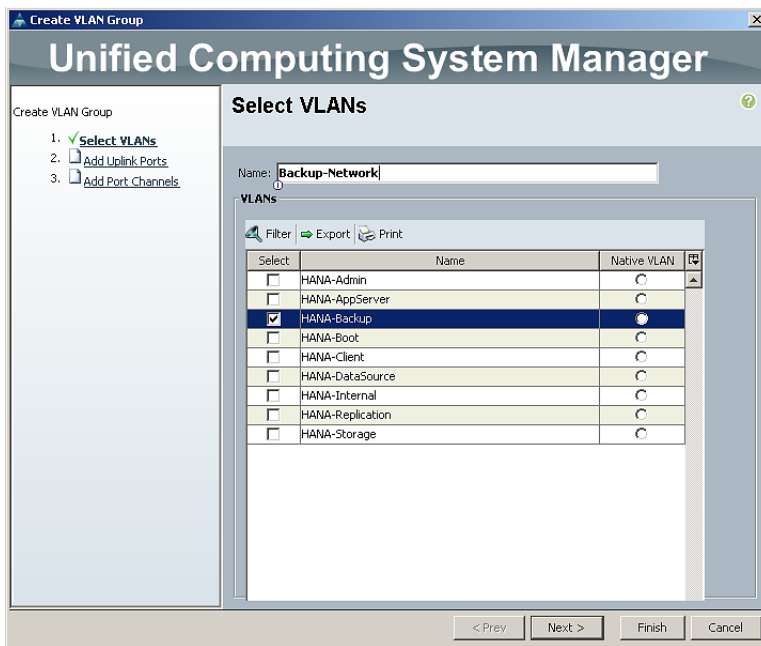 Create VLAN Group
Unified Computing System Manager
Create VLAN Group
1. Select VLANs
2. Add Uplink Ports
3. Add Port Channels
Select VLANs
Name: Backup-Network
VLANs
Filter Export Print
Select Name Native VLAN
HANA-Admin
HANA-AppServer
HANA-Backup
HANA-Boot
HANA-Client
HANA-DataSource
HANA-Internal
HANA-Replication
HANA-Storage
< Prev Next > Finish Cancel